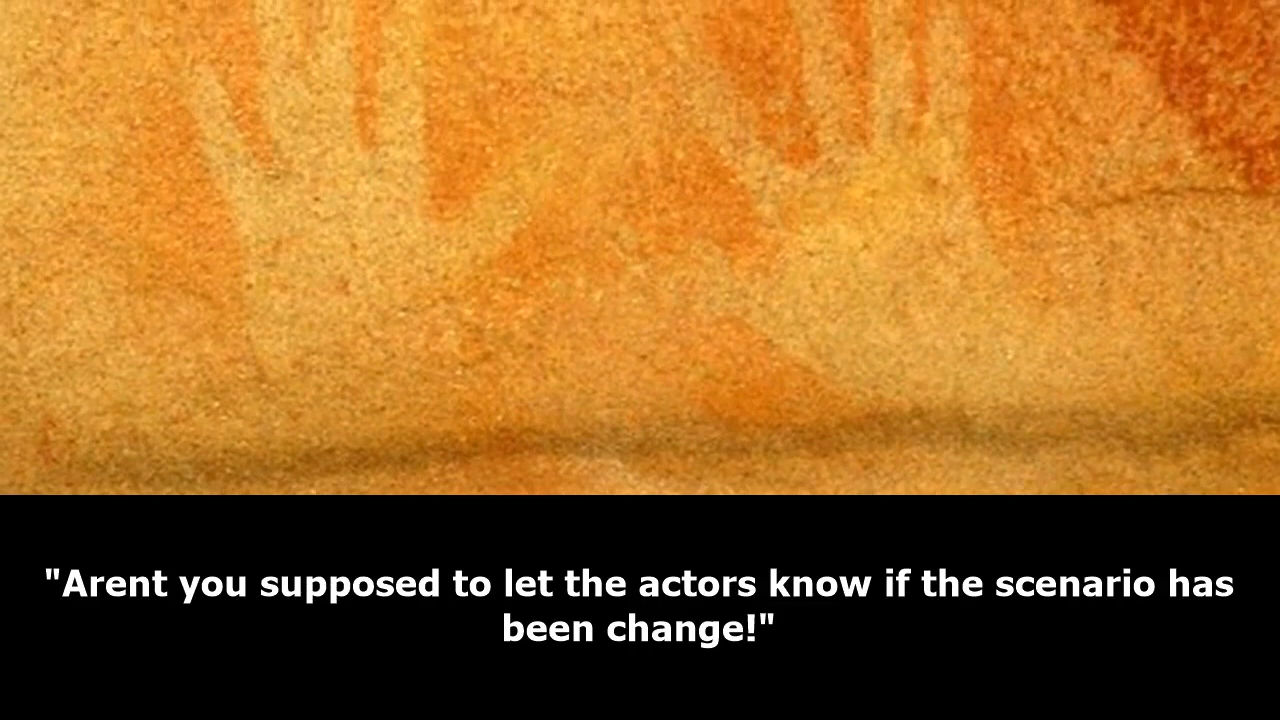 "Arent you supposed to let the actors know if the scenario has
been change!"